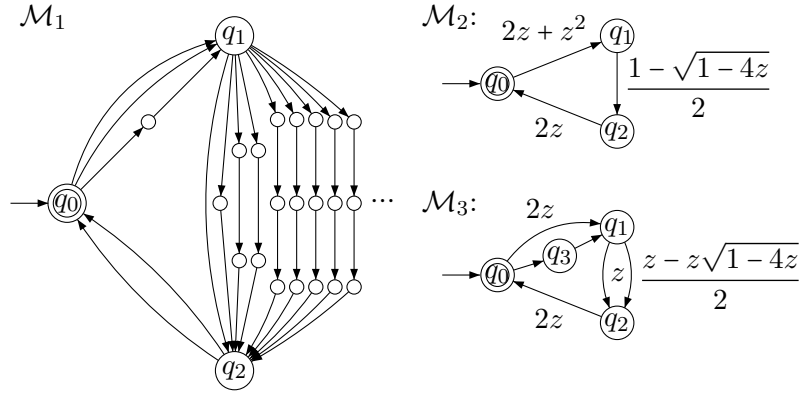 ℳ₁
q₁
q₀
q₂
...
ℳ₂:
2z + z²
q₁
q₀
1 − √(1−4z) / 2
2z
q₂
ℳ₃:
2z
q₁
q₃
q₀
z
z − z√(1−4z) / 2
2z
q₂